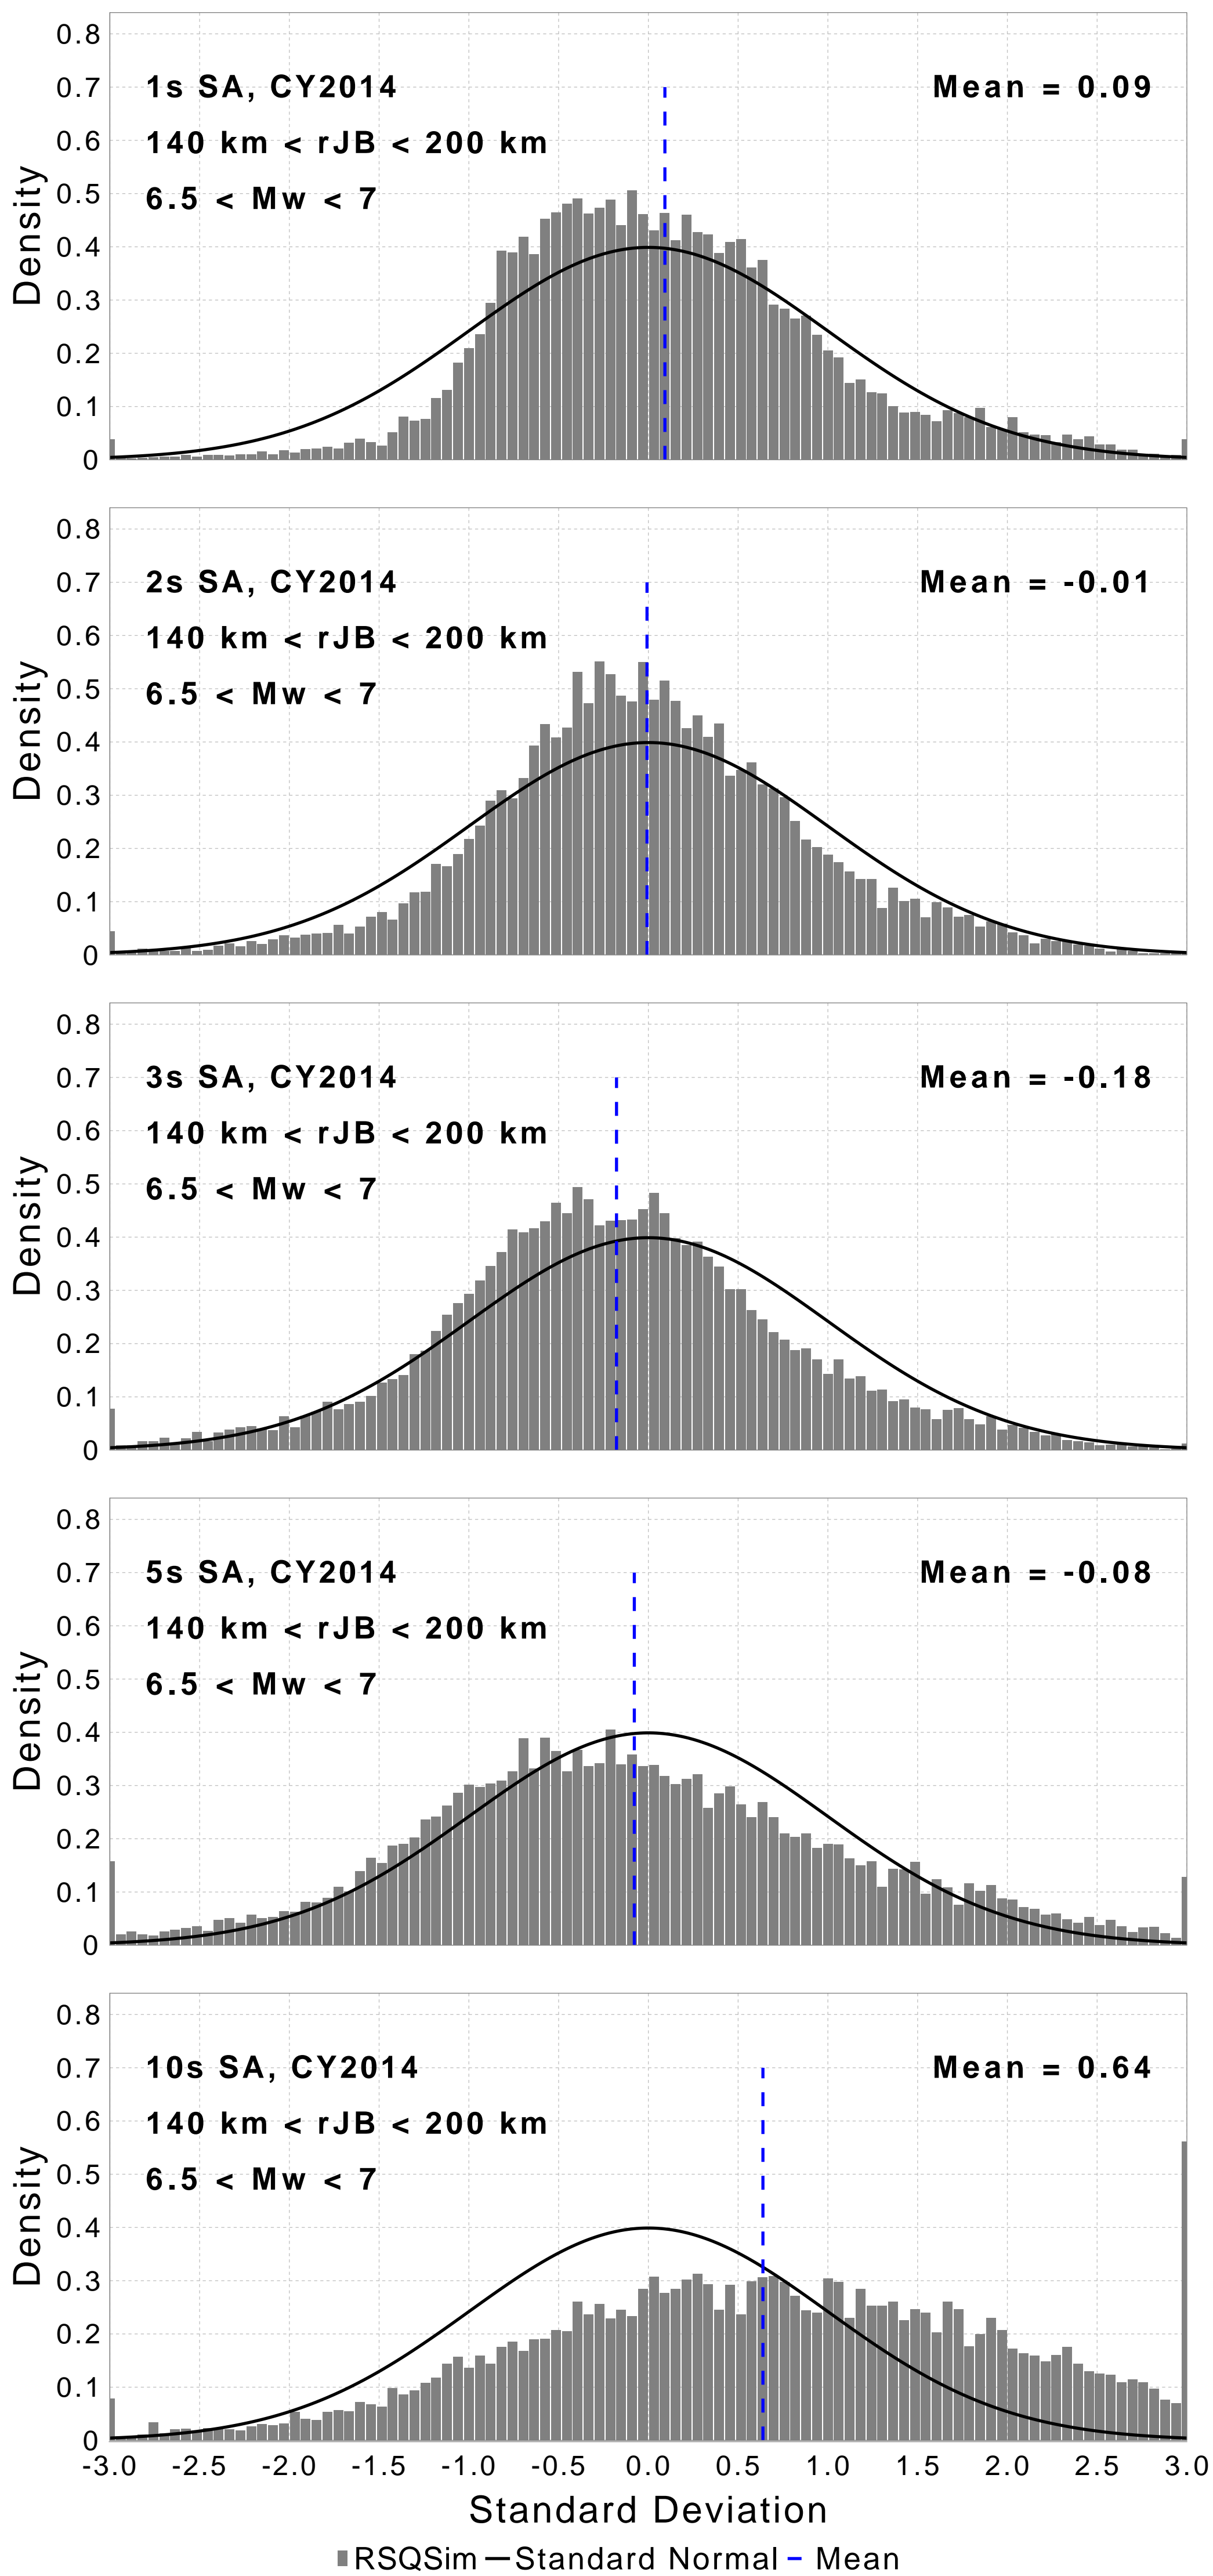 0.8
1s SA, CY2014 Mean = 0.09
0.7
140 km < rJB < 200 km
0.6
6.5 < Mw < 7
0.5
0.4
0.3
0.2
0.1
0
Density
0.8
2s SA, CY2014 Mean = -0.01
0.7
140 km < rJB < 200 km
0.6
6.5 < Mw < 7
0.5
0.4
0.3
0.2
0.1
0
Density
0.8
3s SA, CY2014 Mean = -0.18
0.7
140 km < rJB < 200 km
0.6
6.5 < Mw < 7
0.5
0.4
0.3
0.2
0.1
0
Density
0.8
5s SA, CY2014 Mean = -0.08
0.7
140 km < rJB < 200 km
0.6
6.5 < Mw < 7
0.5
0.4
0.3
0.2
0.1
0
Density
0.8
10s SA, CY2014 Mean = 0.64
0.7
140 km < rJB < 200 km
0.6
6.5 < Mw < 7
0.5
0.4
0.3
0.2
0.1
0
Density
-3.0 -2.5 -2.0 -1.5 -1.0 -0.5 0.0 0.5 1.0 1.5 2.0 2.5 3.0
Standard Deviation
RSQSim Standard Normal Mean